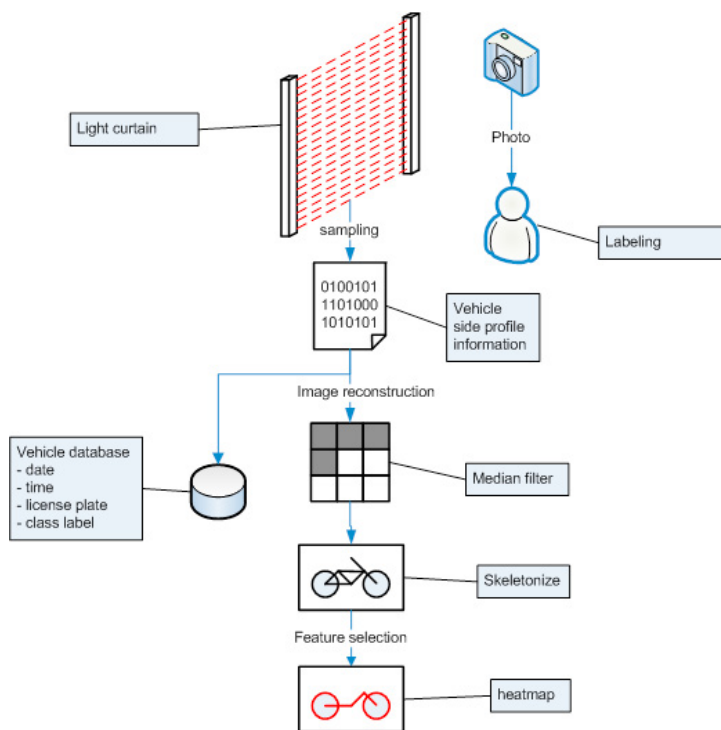 Light curtain
Photo
Labeling
sampling
0100101
1101000
1010101
Vehicle
side profile
information
Image reconstruction
Vehicle database
- date
- time
- license plate
- class label
Median filter
Skeletonize
Feature selection
heatmap